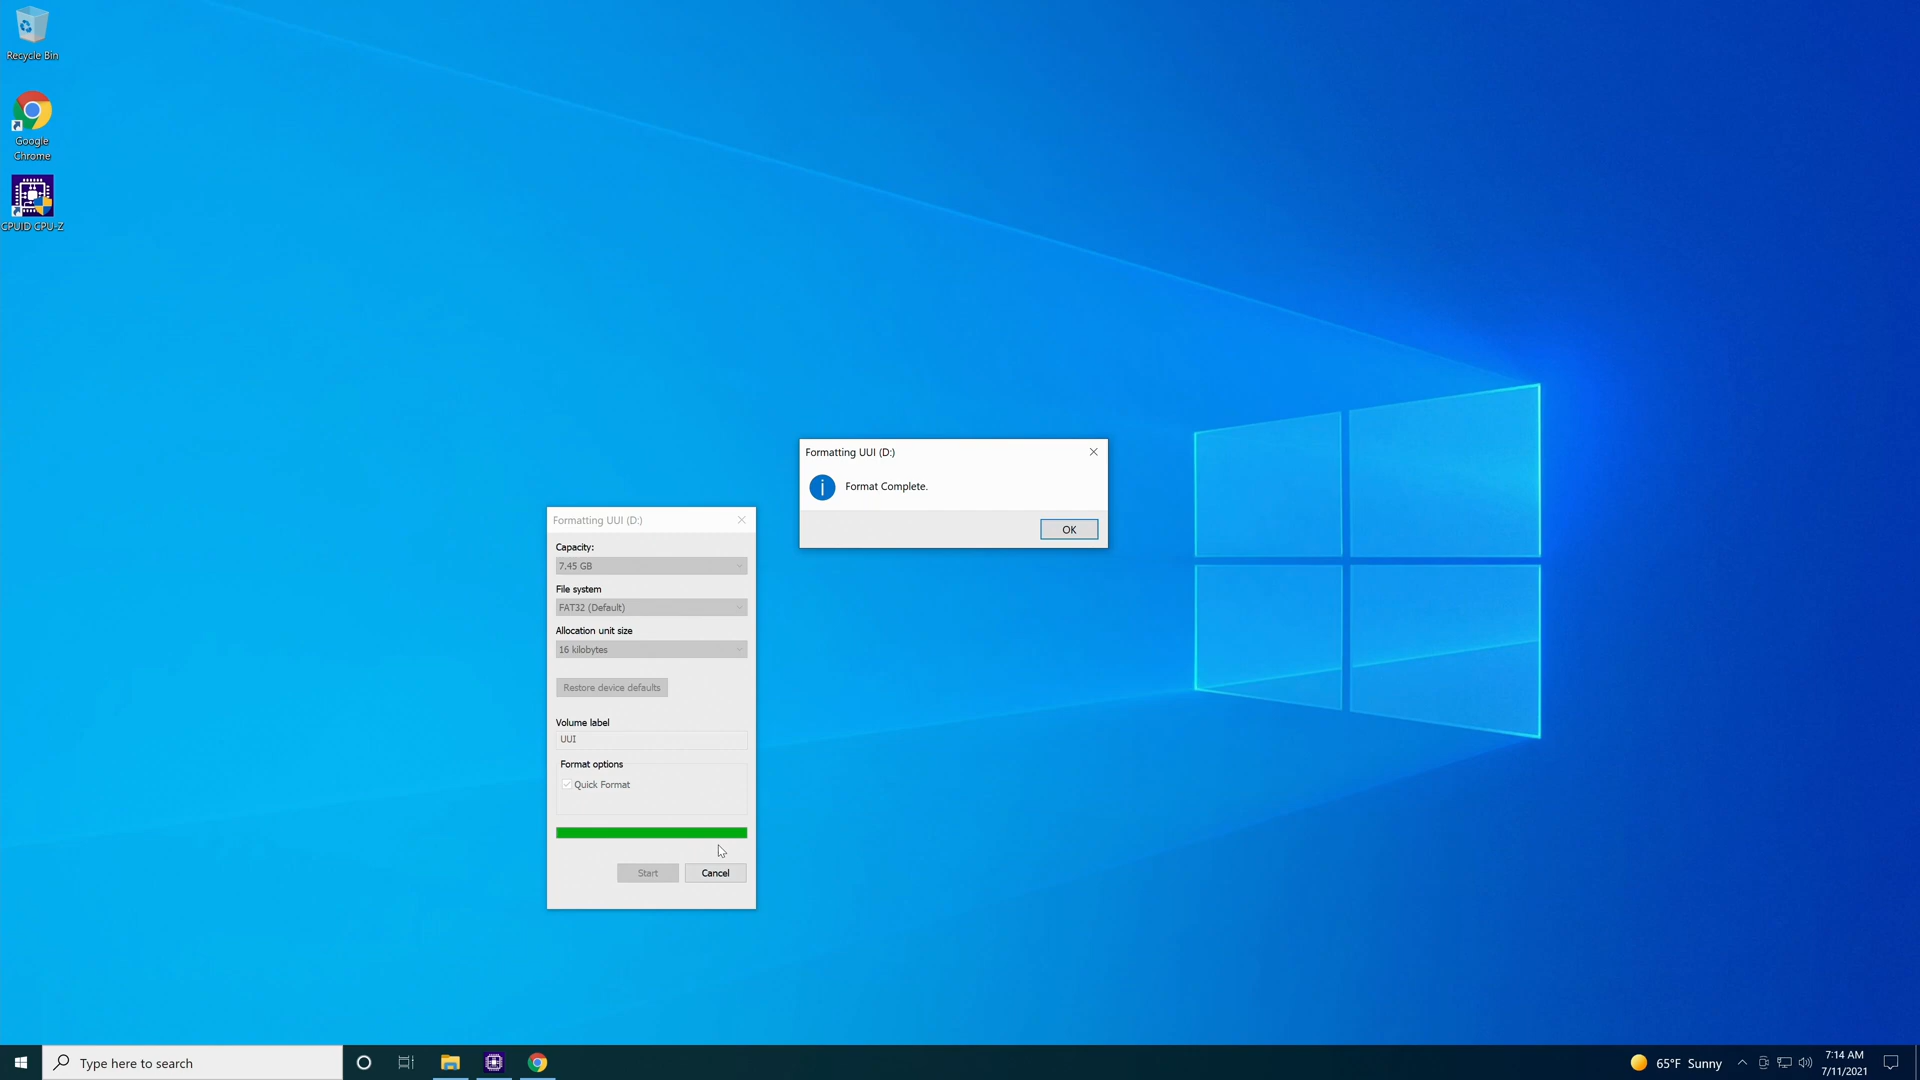 Recycle Bin
Google
Chrome
CPUID CPU-Z
Formatting UUI (D:)
Format Complete.
OK
Formatting UUI (D:)
Capacity:
7.45 GB
File system
FAT32 (Default)
Allocation unit size
16 kilobytes
Restore device defaults
Volume label
UUI
Format options
Quick Format
Start
Cancel
Type here to search
65°F Sunny
7:14 AM
7/11/2021